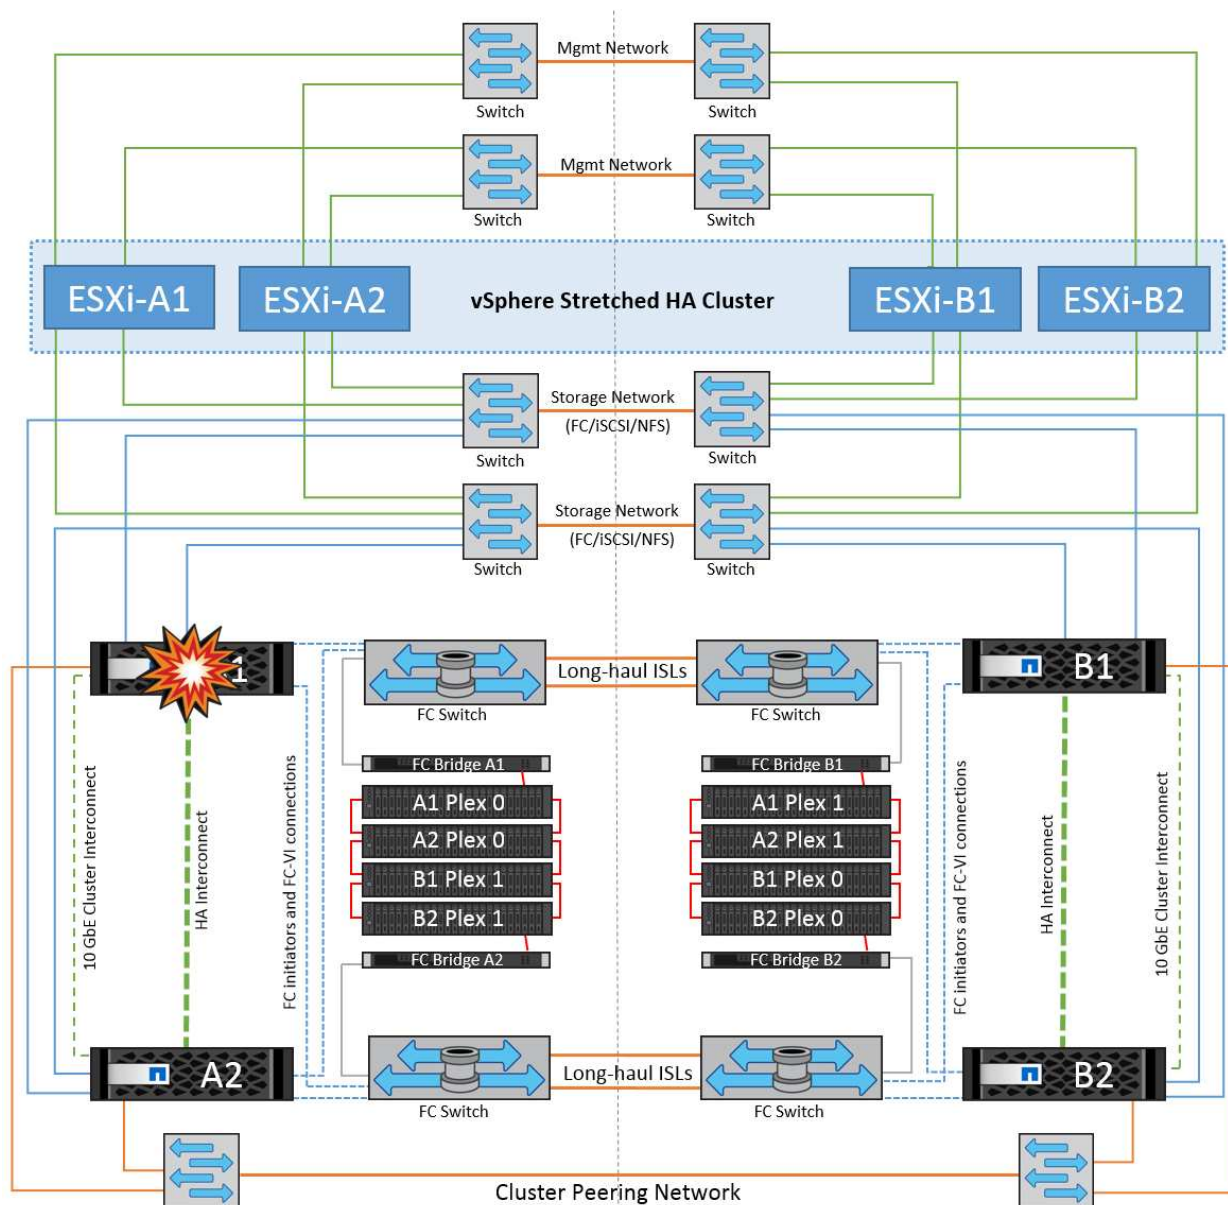 Mgmt Network
Switch
Switch
Mgmt Network
Switch
Switch
ESXi-A1
ESXi-A2
vSphere Stretched HA Cluster
ESXi-B1
ESXi-B2
Storage Network
(FC/iSCSI/NFS)
Switch
Switch
Storage Network
(FC/iSCSI/NFS)
Switch
Switch
1
Long-haul ISLs
B1
FC Switch
FC Switch
10 GbE Cluster Interconnect
HA Interconnect
FC initiators and FC-VI connections
FC Bridge A1
A1 Plex 0
A2 Plex 0
B1 Plex 1
B2 Plex 1
FC Bridge A2
FC Bridge B1
A1 Plex 1
A2 Plex 1
B1 Plex 0
B2 Plex 0
FC Bridge B2
FC initiators and FC-VI connections
HA Interconnect
10 GbE Cluster Interconnect
A2
Long-haul ISLs
B2
FC Switch
FC Switch
Cluster Peering Network